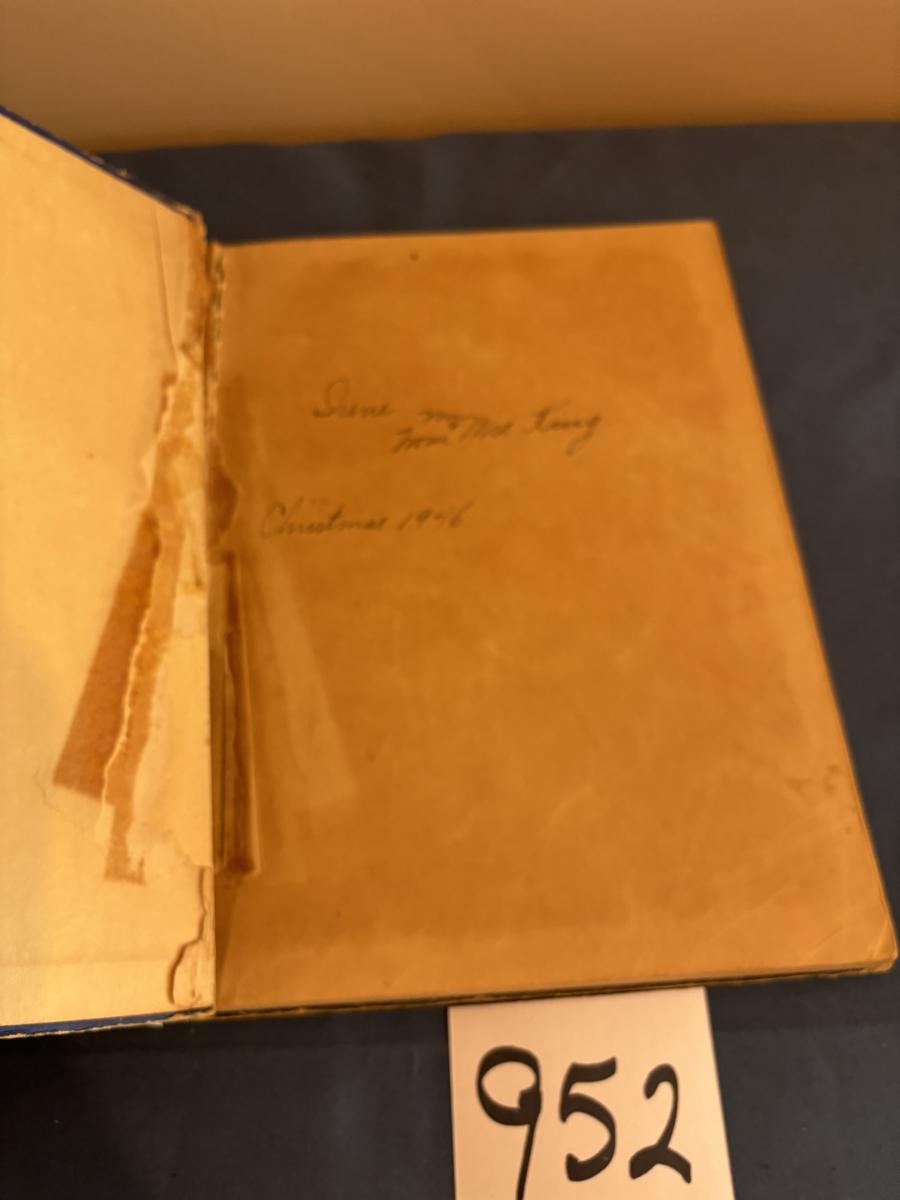 Irene
from Mrs King
Christmas 1946
952